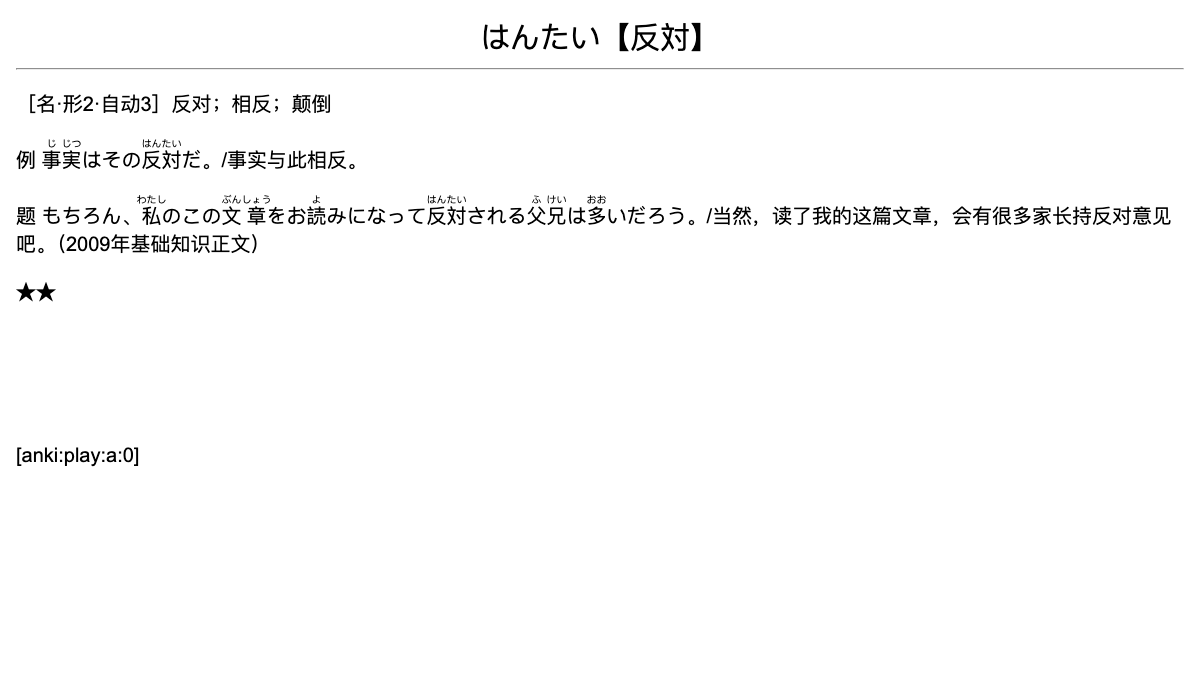 はんたい【反対】
［名·形2·自动3］反对；相反；颠倒
じ じつ はんたい
例 事実はその反対だ。/事实与此相反。
わたし ぶんしょう よ はんたい ふ けい おお
题 もちろん、私のこの文章をお読みになって反対される父兄は多いだろう。/当然，读了我的这篇文章，会有很多家长持反对意见
吧。（2009年基础知识正文）
★★
[anki:play:a:0]